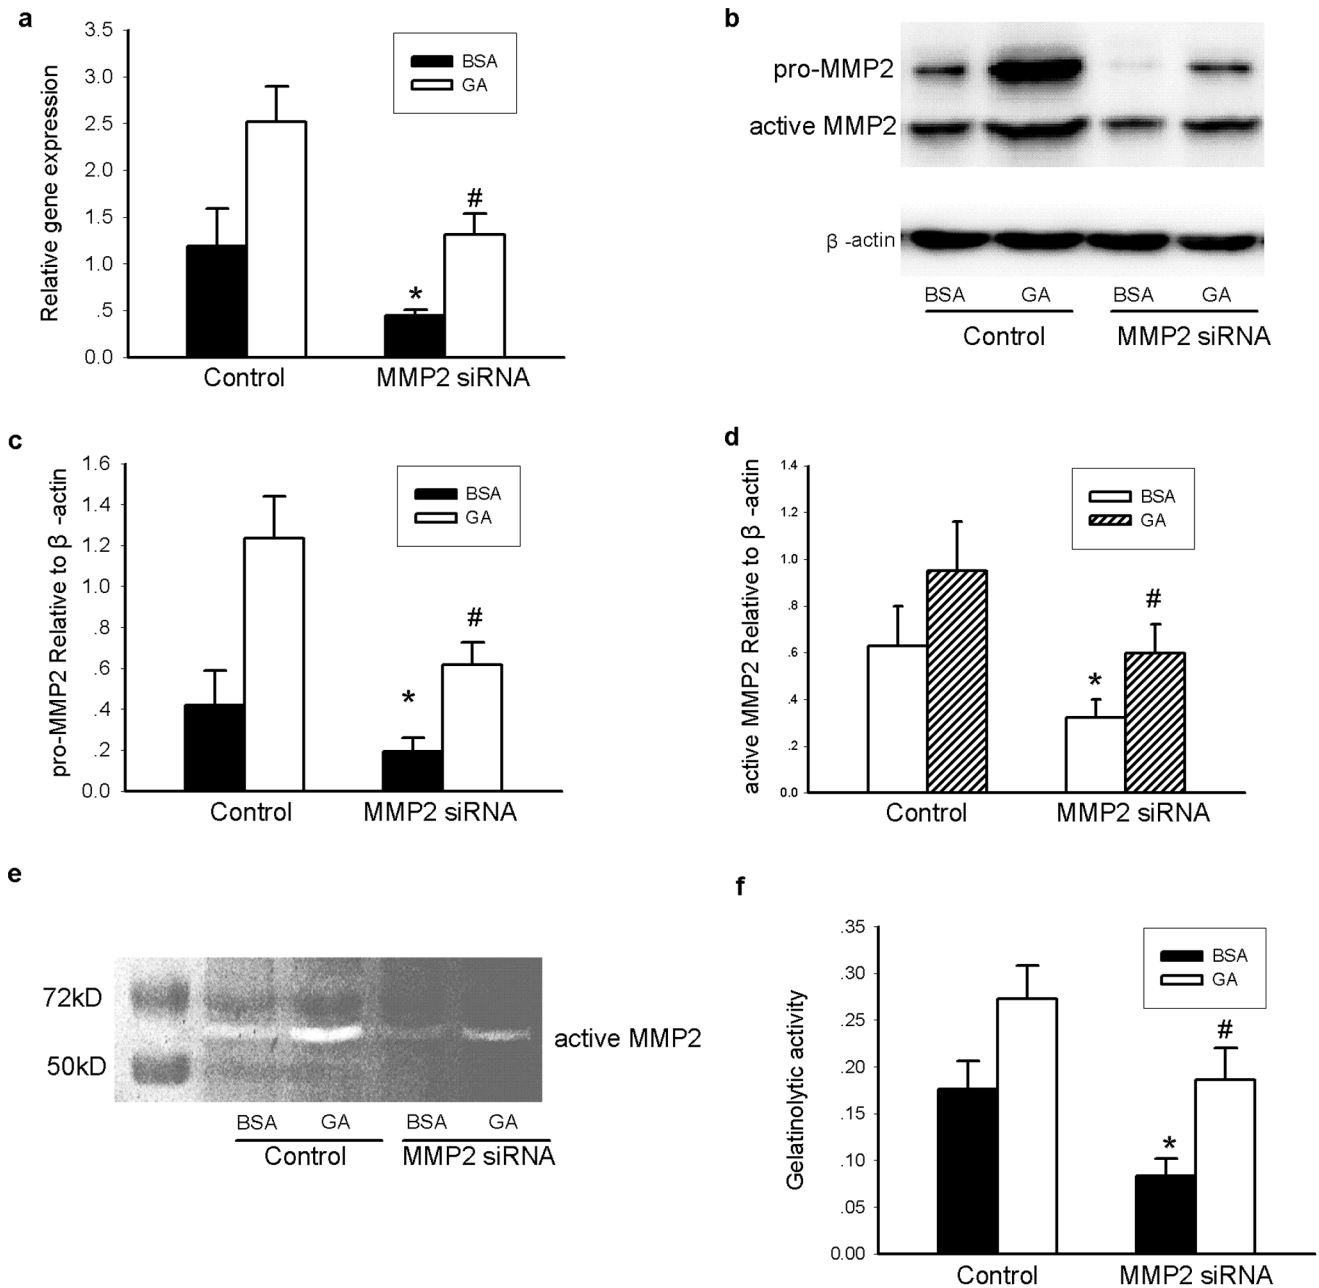 a
3.5
3.0
2.5
2.0
1.5
1.0
.5
0.0
Relative gene expression
BSA
GA
*
#
Control
MMP2 siRNA
b
pro-MMP2
active MMP2
β -actin
BSA
GA
BSA
GA
Control
MMP2 siRNA
c
1.6
1.4
1.2
1.0
.8
.6
.4
.2
0.0
pro-MMP2 Relative to β -actin
BSA
GA
*
#
Control
MMP2 siRNA
d
1.4
1.2
1.0
.8
.6
.4
.2
0.0
active MMP2 Relative to β -actin
BSA
GA
*
#
Control
MMP2 siRNA
e
72kD
50kD
active MMP2
BSA
GA
BSA
GA
Control
MMP2 siRNA
f
.35
.30
.25
.20
.15
.10
.05
0.00
Gelatinolytic activity
BSA
GA
*
#
Control
MMP2 siRNA